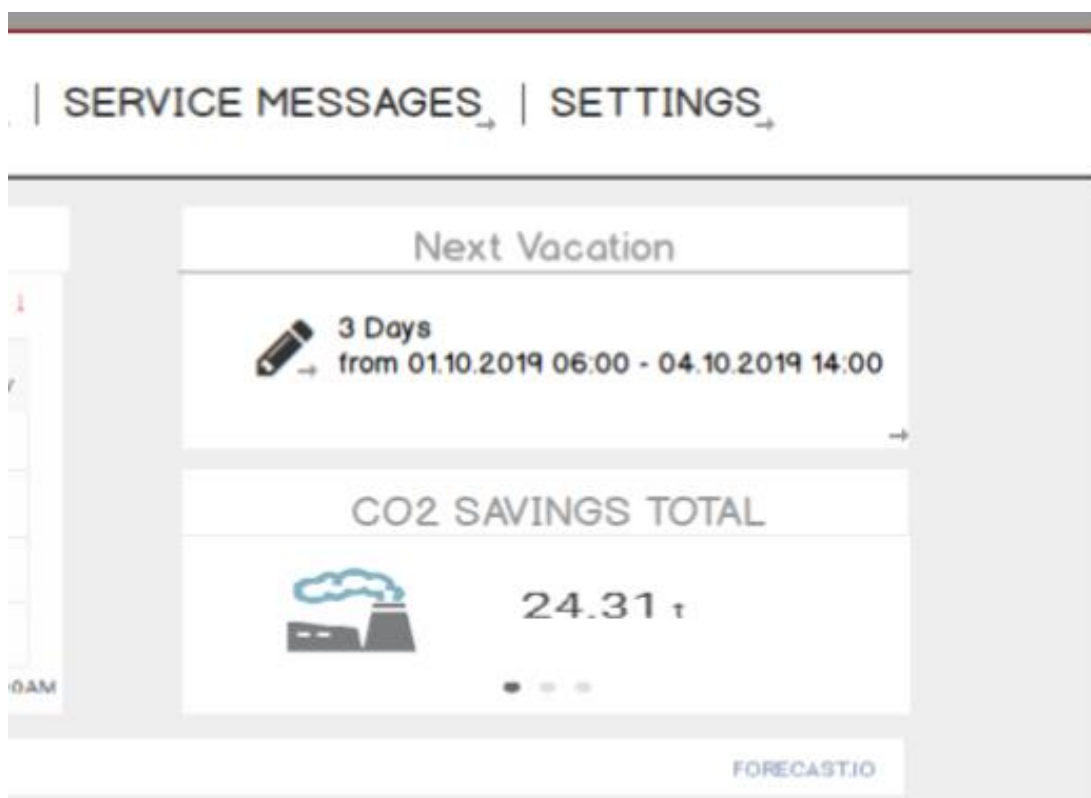 | SERVICE MESSAGES | SETTINGS
Next Vacation
3 Days
from 01.10.2019 06:00 - 04.10.2019 14:00
CO2 SAVINGS TOTAL
24.31 t
0AM
FORECAST.IO